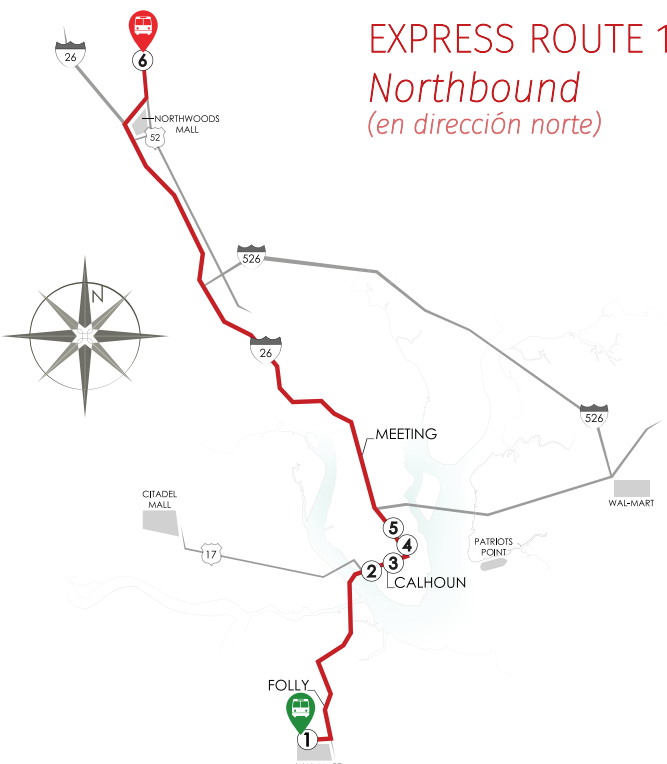 EXPRESS ROUTE 1
Northbound
(en dirección norte)
26
6
NORTHWOODS
MALL
52
526
N
26
526
MEETING
CITADEL
MALL
WAL-MART
5
4
PATRIOTS
POINT
17
3
2
CALHOUN
FOLLY
1